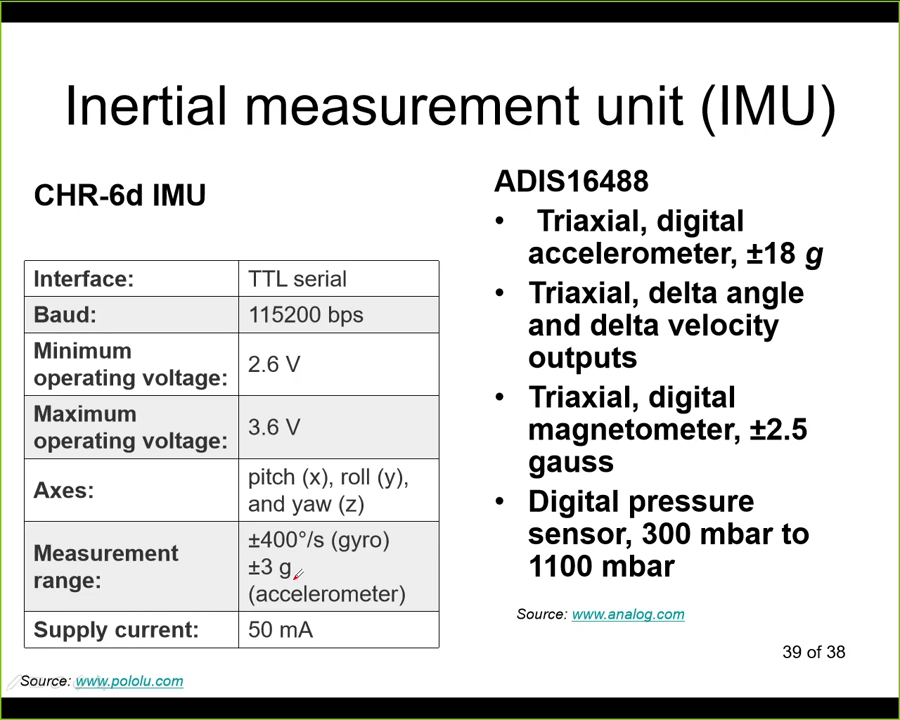 Inertial measurement unit (IMU)
CHR-6d IMU
Interface: TTL serial
Baud: 115200 bps
Minimum
operating voltage: 2.6 V
Maximum
operating voltage: 3.6 V
Axes: pitch (x), roll (y),
and yaw (z)
Measurement
range: ±400°/s (gyro)
±3 g
(accelerometer)
Supply current: 50 mA
Source: www.pololu.com
ADIS16488
• Triaxial, digital
accelerometer, ±18 g
• Triaxial, delta angle
and delta velocity
outputs
• Triaxial, digital
magnetometer, ±2.5
gauss
• Digital pressure
sensor, 300 mbar to
1100 mbar
Source: www.analog.com
39 of 38